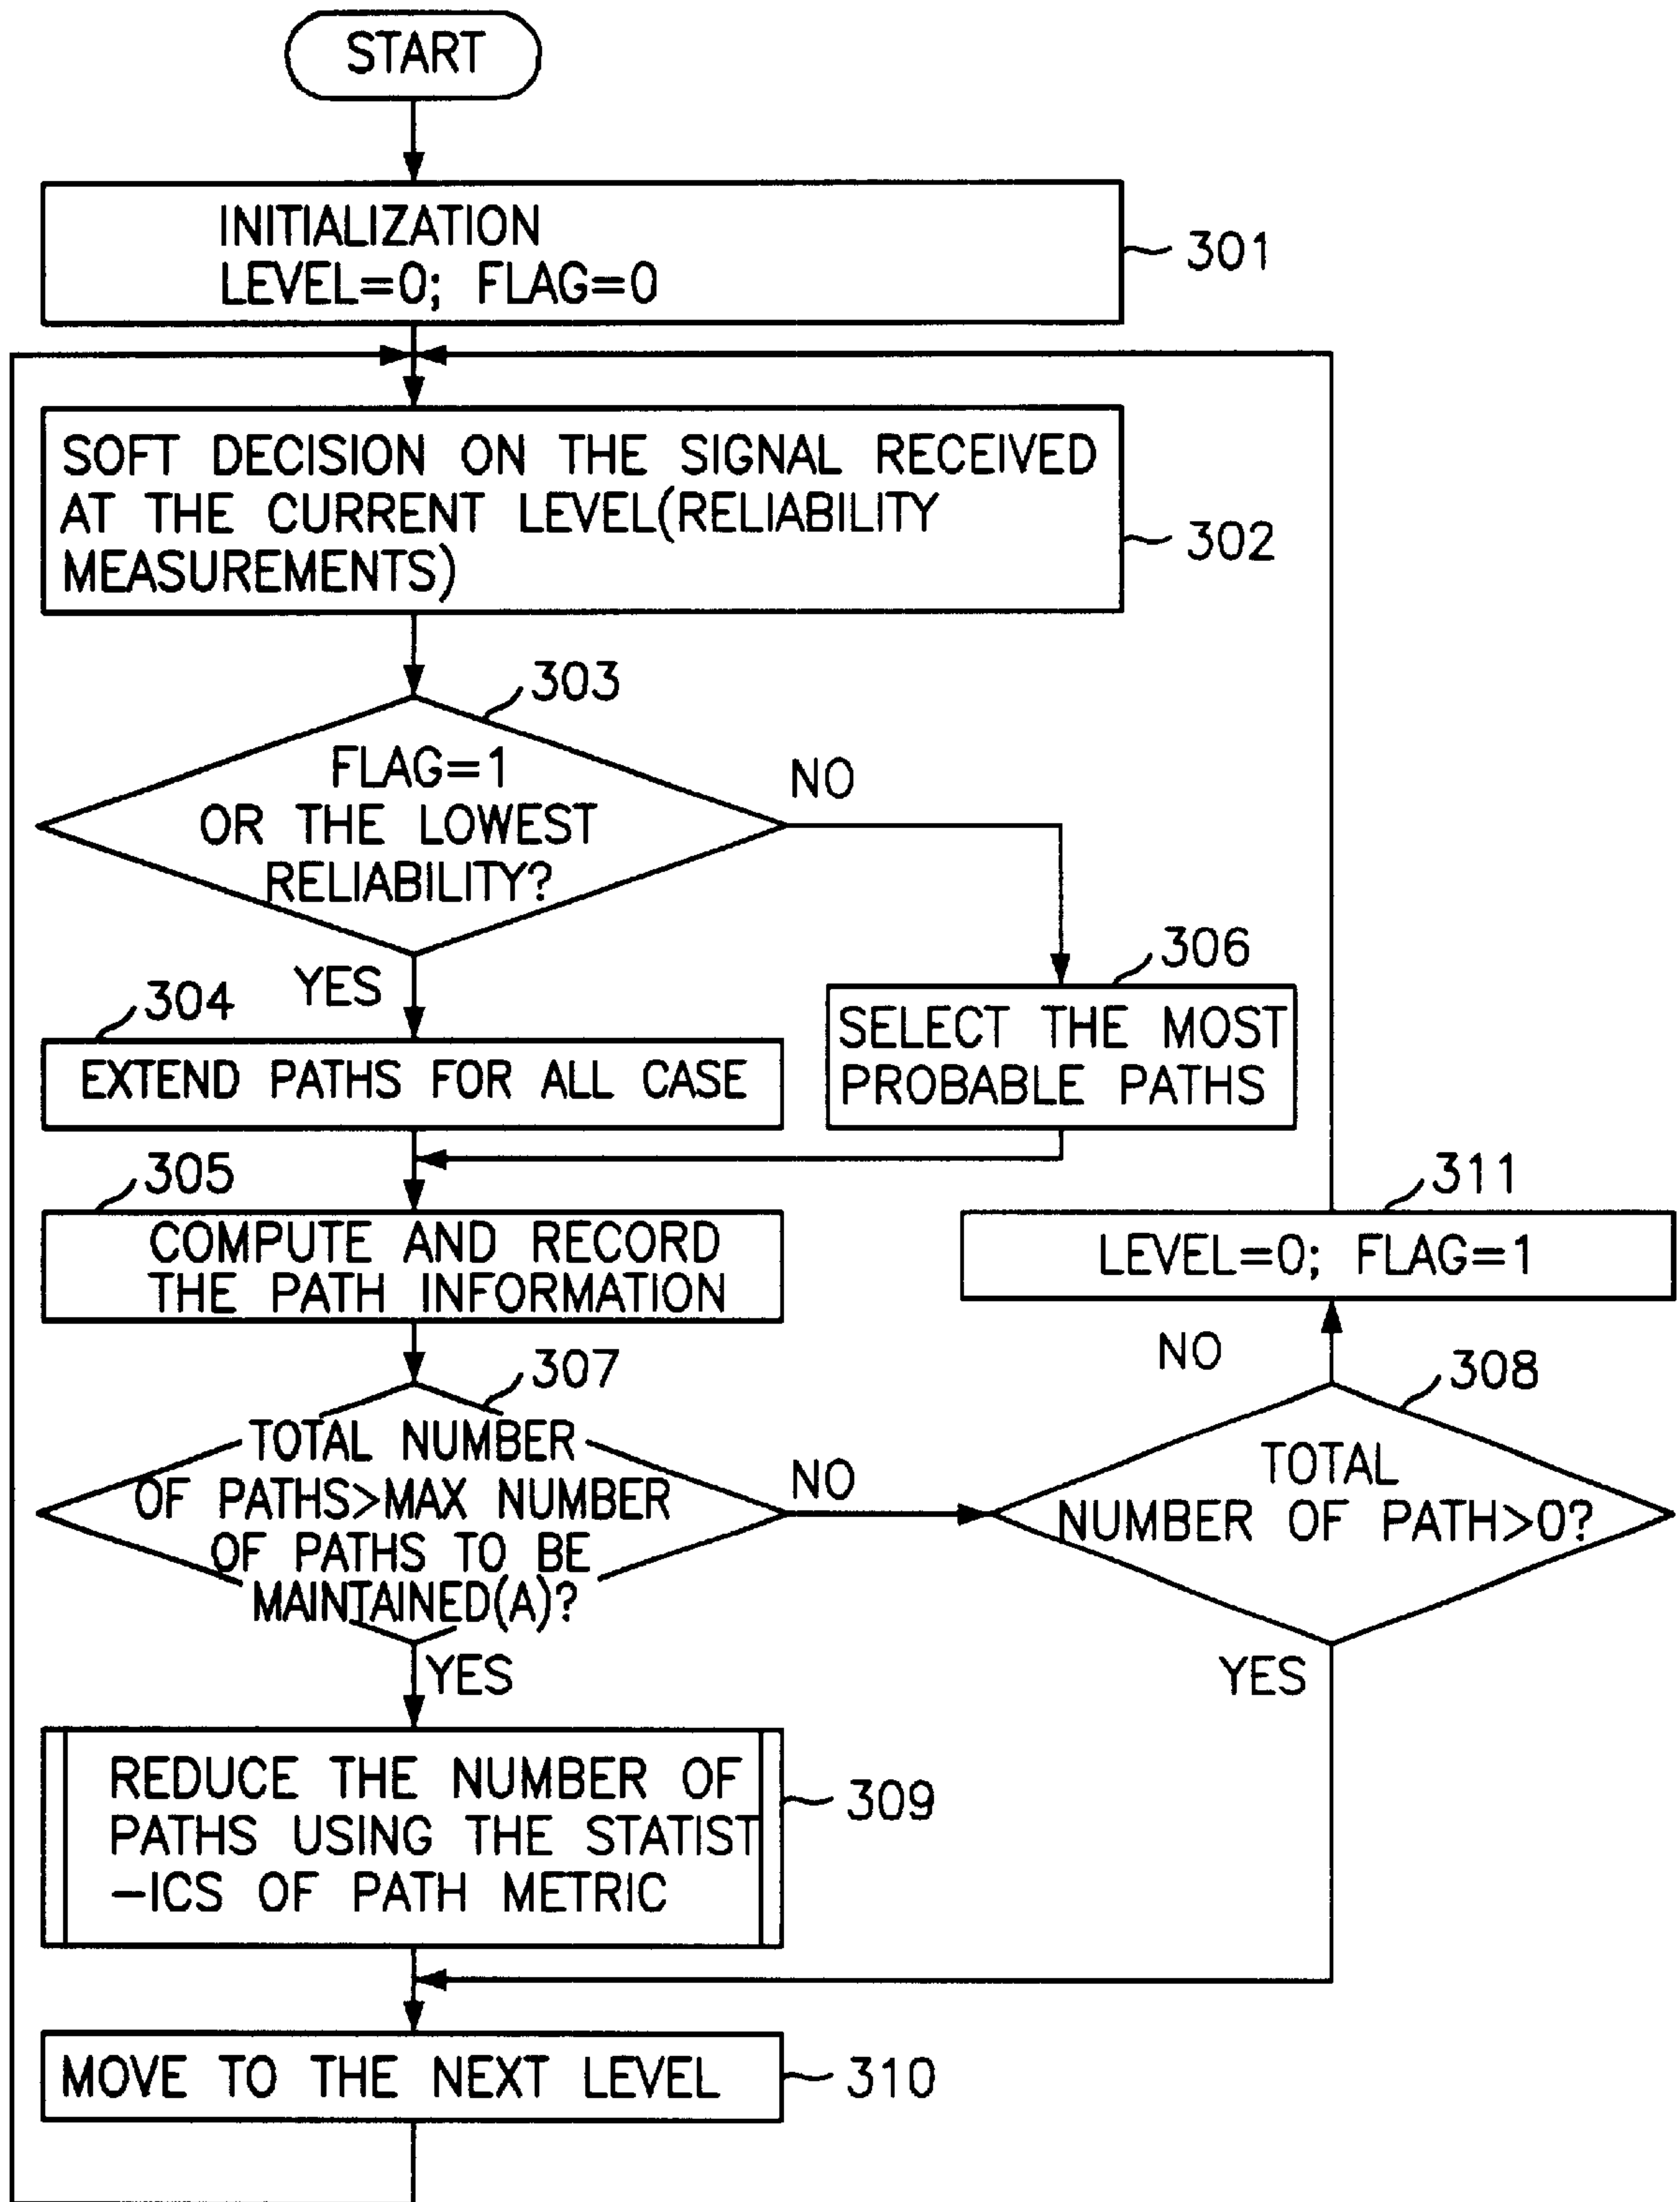 START
INITIALIZATION
LEVEL=0; FLAG=0
301
SOFT DECISION ON THE SIGNAL RECEIVED
AT THE CURRENT LEVEL(RELIABILITY
MEASUREMENTS)
302
303
FLAG=1
OR THE LOWEST
RELIABILITY?
NO
YES
306
SELECT THE MOST
PROBABLE PATHS
304
EXTEND PATHS FOR ALL CASE
305
COMPUTE AND RECORD
THE PATH INFORMATION
311
LEVEL=0; FLAG=1
NO
307
TOTAL NUMBER
OF PATHS>MAX NUMBER
OF PATHS TO BE
MAINTAINED(A)?
NO
308
TOTAL
NUMBER OF PATH>0?
YES
YES
REDUCE THE NUMBER OF
PATHS USING THE STATIST
-ICS OF PATH METRIC
309
MOVE TO THE NEXT LEVEL
310